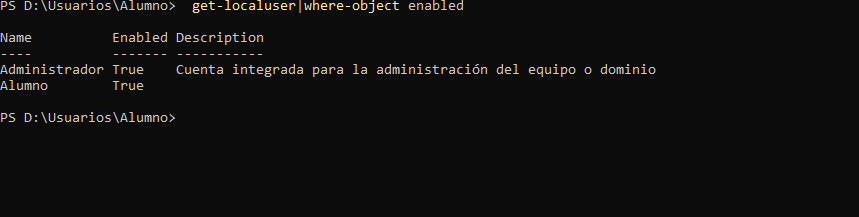 PS D:\Usuarios\Alumno>  get-localuser|where-object enabled
Name          Enabled Description
----          ------- -----------
Administrador True    Cuenta integrada para la administración del equipo o dominio
Alumno        True
PS D:\Usuarios\Alumno>